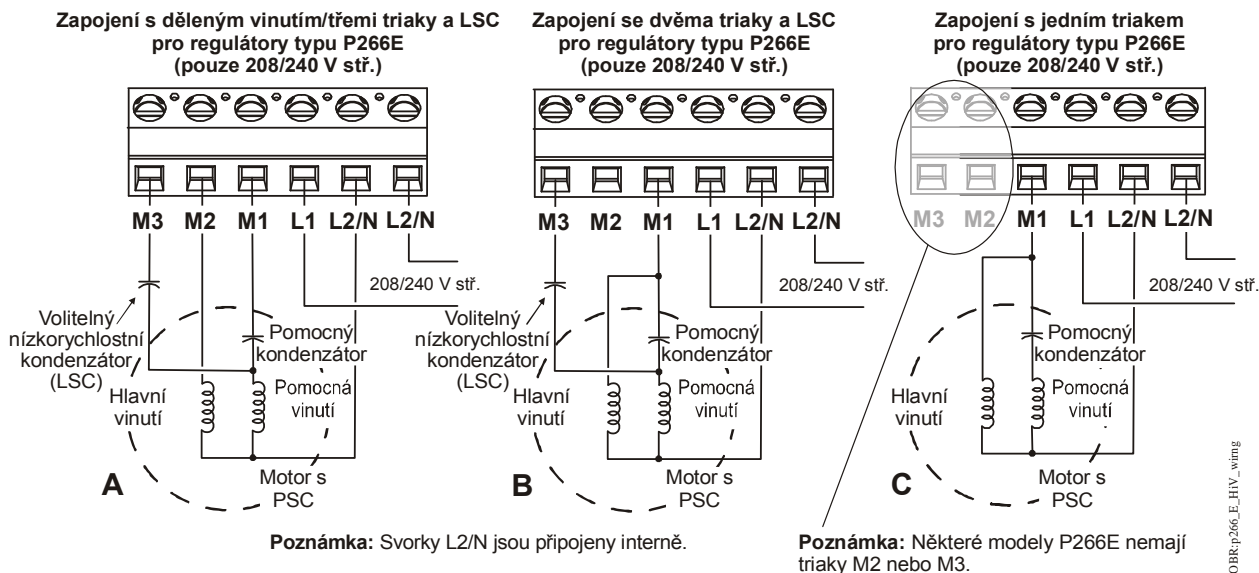 Zapojení s děleným vinutím/třemi triaky a LSC
pro regulátory typu P266E
(pouze 208/240 V stř.)
M3 M2 M1 L1 L2/N L2/N
208/240 V stř.
Volitelný
nízkorychlostní
kondenzátor
(LSC)
Pomocný
kondenzátor
Hlavní
vinutí
Pomocná
vinutí
Motor s
PSC
A
Zapojení se dvěma triaky a LSC
pro regulátory typu P266E
(pouze 208/240 V stř.)
M3 M2 M1 L1 L2/N L2/N
208/240 V stř.
Volitelný
nízkorychlostní
kondenzátor
(LSC)
Pomocný
kondenzátor
Hlavní
vinutí
Pomocná
vinutí
Motor s
PSC
B
Zapojení s jedním triakem
pro regulátory typu P266E
(pouze 208/240 V stř.)
M3 M2 M1 L1 L2/N L2/N
208/240 V stř.
Pomocný
kondenzátor
Hlavní
vinutí
Pomocná
vinutí
Motor s
PSC
C
Poznámka: Svorky L2/N jsou připojeny interně.
Poznámka: Některé modely P266E nemají
triaky M2 nebo M3.
OBR:p266_E_HiV_wirng